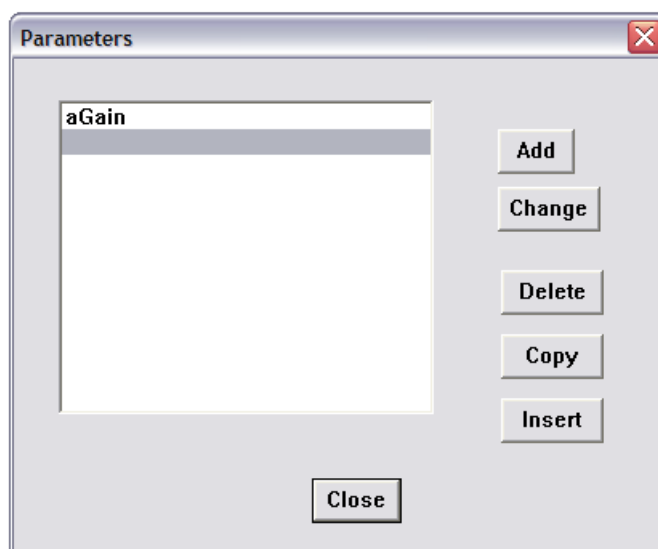 Parameters
aGain
Add
Change
Delete
Copy
Insert
Close